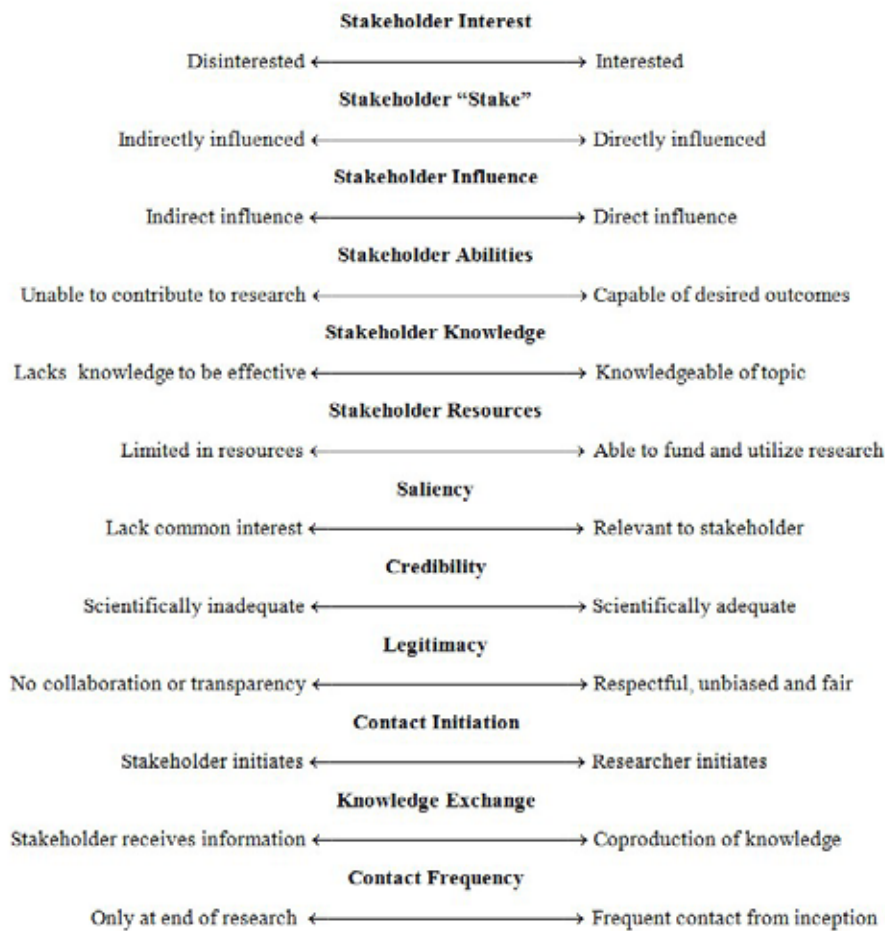 Stakeholder Interest
Disinterested ←→ Interested
Stakeholder “Stake”
Indirectly influenced ←→ Directly influenced
Stakeholder Influence
Indirect influence ←→ Direct influence
Stakeholder Abilities
Unable to contribute to research ←→ Capable of desired outcomes
Stakeholder Knowledge
Lacks knowledge to be effective ←→ Knowledgeable of topic
Stakeholder Resources
Limited in resources ←→ Able to fund and utilize research
Saliency
Lack common interest ←→ Relevant to stakeholder
Credibility
Scientifically inadequate ←→ Scientifically adequate
Legitimacy
No collaboration or transparency ←→ Respectful, unbiased and fair
Contact Initiation
Stakeholder initiates ←→ Researcher initiates
Knowledge Exchange
Stakeholder receives information ←→ Coproduction of knowledge
Contact Frequency
Only at end of research ←→ Frequent contact from inception